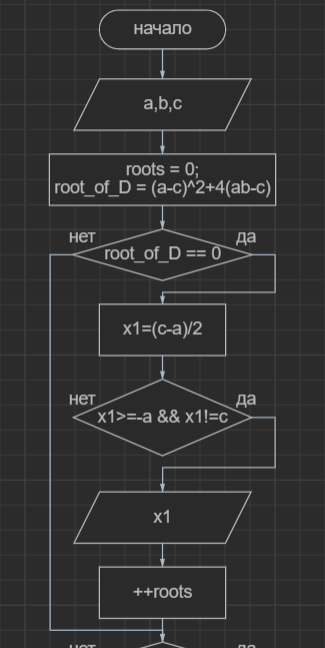 начало
a,b,c
roots = 0;
root_of_D = (a-c)^2+4(ab-c)
нет
да
root_of_D == 0
x1=(c-a)/2
нет
да
x1>=-a && x1!=c
x1
++roots
нет
да